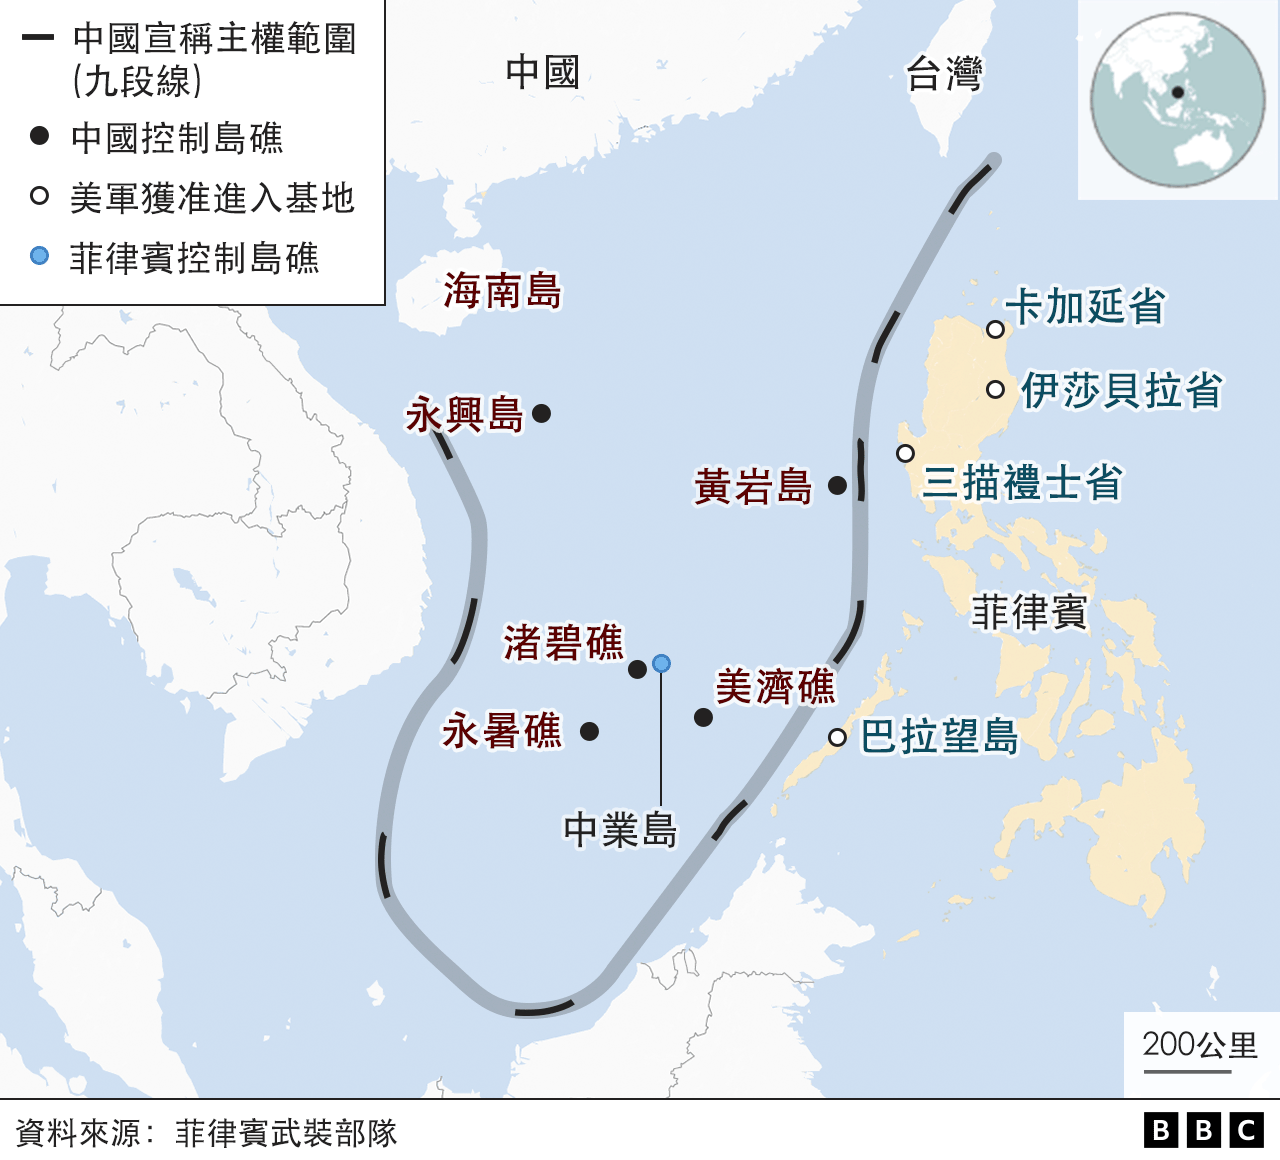 中國宣稱主權範圍
(九段線)
中國控制島礁
美軍獲准進入基地
菲律賓控制島礁
中國
台灣
海南島
卡加延省
伊莎貝拉省
永興島
三描禮士省
黃岩島
菲律賓
渚碧礁
美濟礁
永暑礁
巴拉望島
中業島
200公里
資料來源：菲律賓武裝部隊
BBC